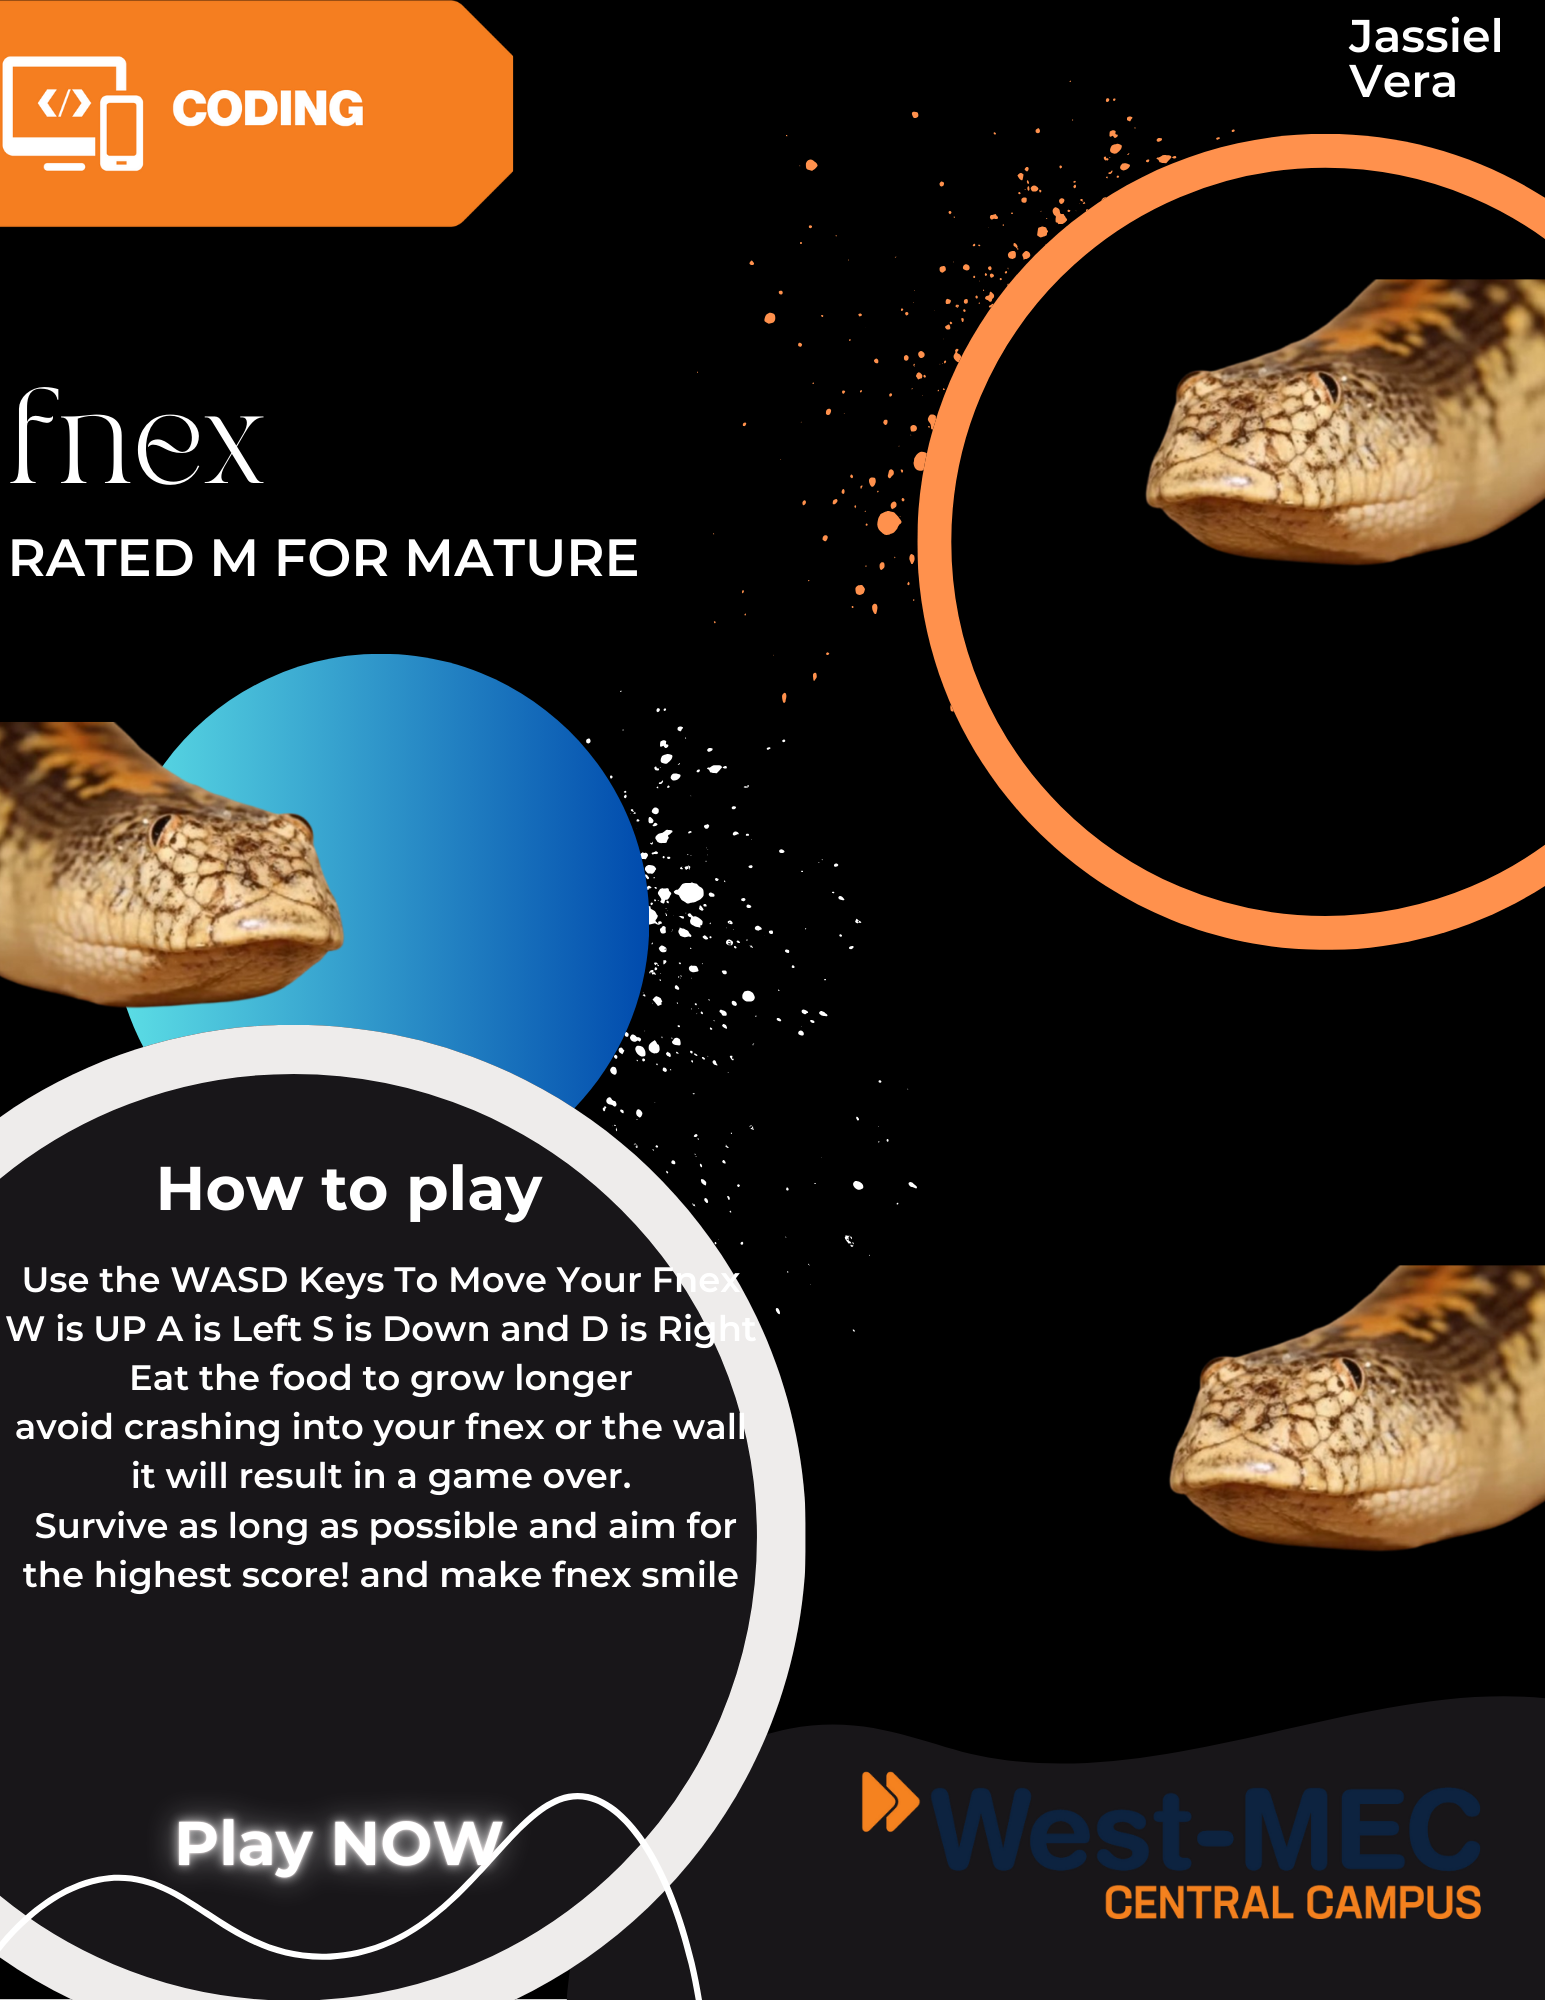 CODING
Jassiel
Vera
fnex
RATED M FOR MATURE
How to play
Use the WASD Keys To Move Your Fnex
W is UP A is Left S is Down and D is Right
Eat the food to grow longer
avoid crashing into your fnex or the wall
it will result in a game over.
Survive as long as possible and aim for
the highest score! and make fnex smile
Play NOW
West-MEC
CENTRAL CAMPUS